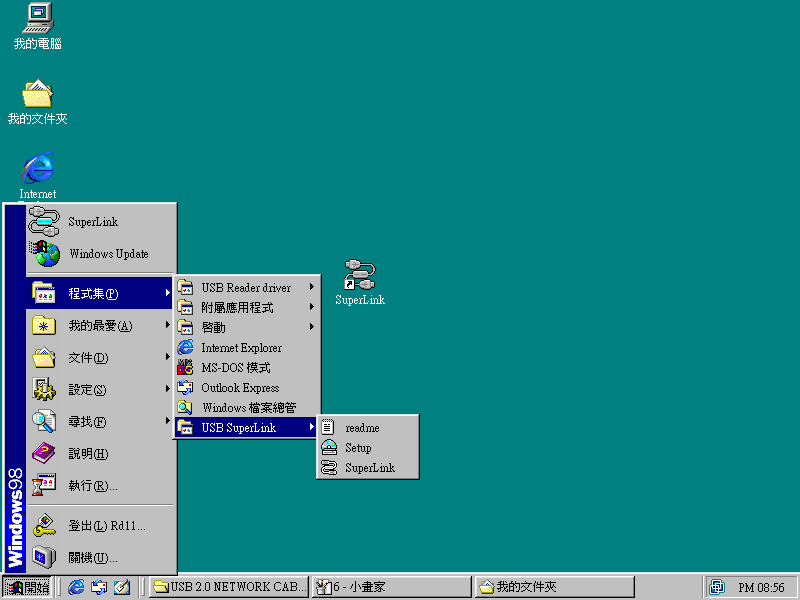 我的電腦
我的文件夾
Internet
SuperLink
Windows Update
程式集(P)
我的最愛(A)
文件(D)
設定(S)
尋找(F)
說明(H)
執行(R)...
登出(L) Rd11...
關機(U)...
Windows98
USB Reader driver
附屬應用程式
啓動
Internet Explorer
MS-DOS 模式
Outlook Express
Windows 檔案總管
USB SuperLink
readme
Setup
SuperLink
SuperLink
開始
USB 2.0 NETWORK CAB...
6 - 小畫家
我的文件夾
PM 08:56